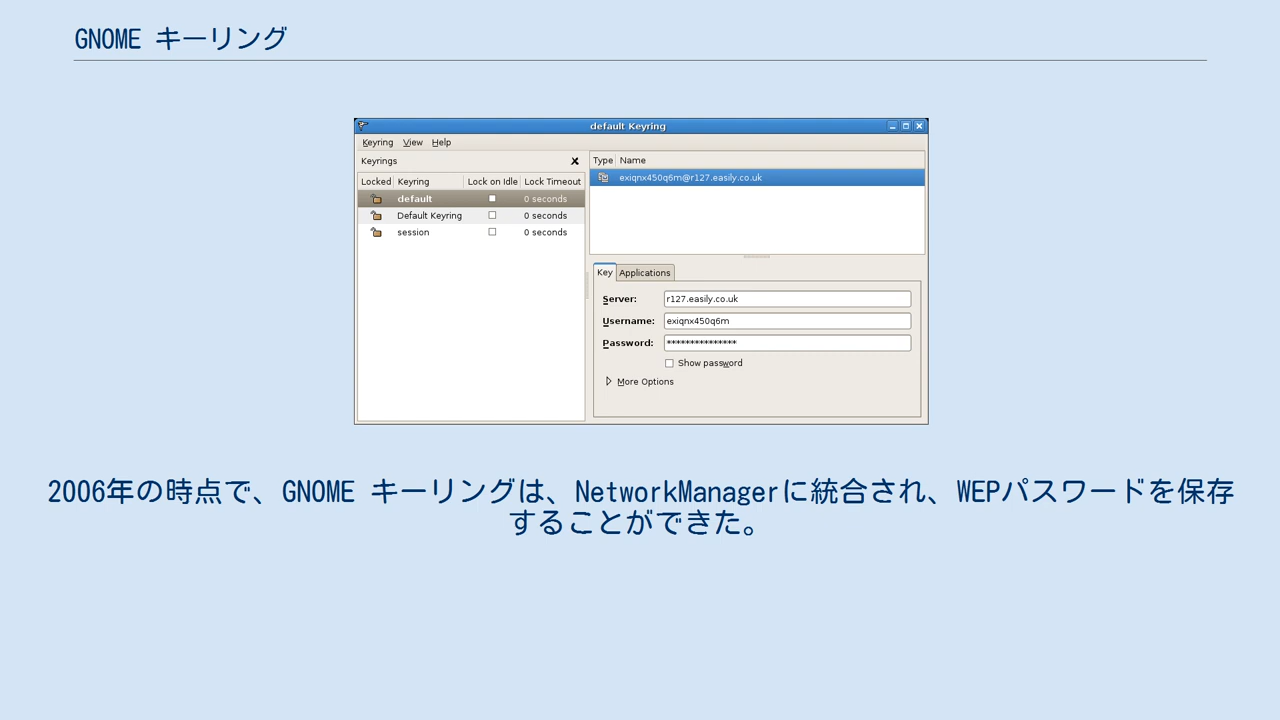 GNOME キーリング
default Keyring
Keyring View Help
Keyrings
Locked Keyring Lock on Idle Lock Timeout
default 0 seconds
Default Keyring 0 seconds
session 0 seconds
Type Name
exiqnx450q6m@r127.easily.co.uk
Key Applications
Server: r127.easily.co.uk
Username: exiqnx450q6m
Password: ***************
Show password
More Options
2006年の時点で、GNOME キーリングは、NetworkManagerに統合され、WEPパスワードを保存
することができた。